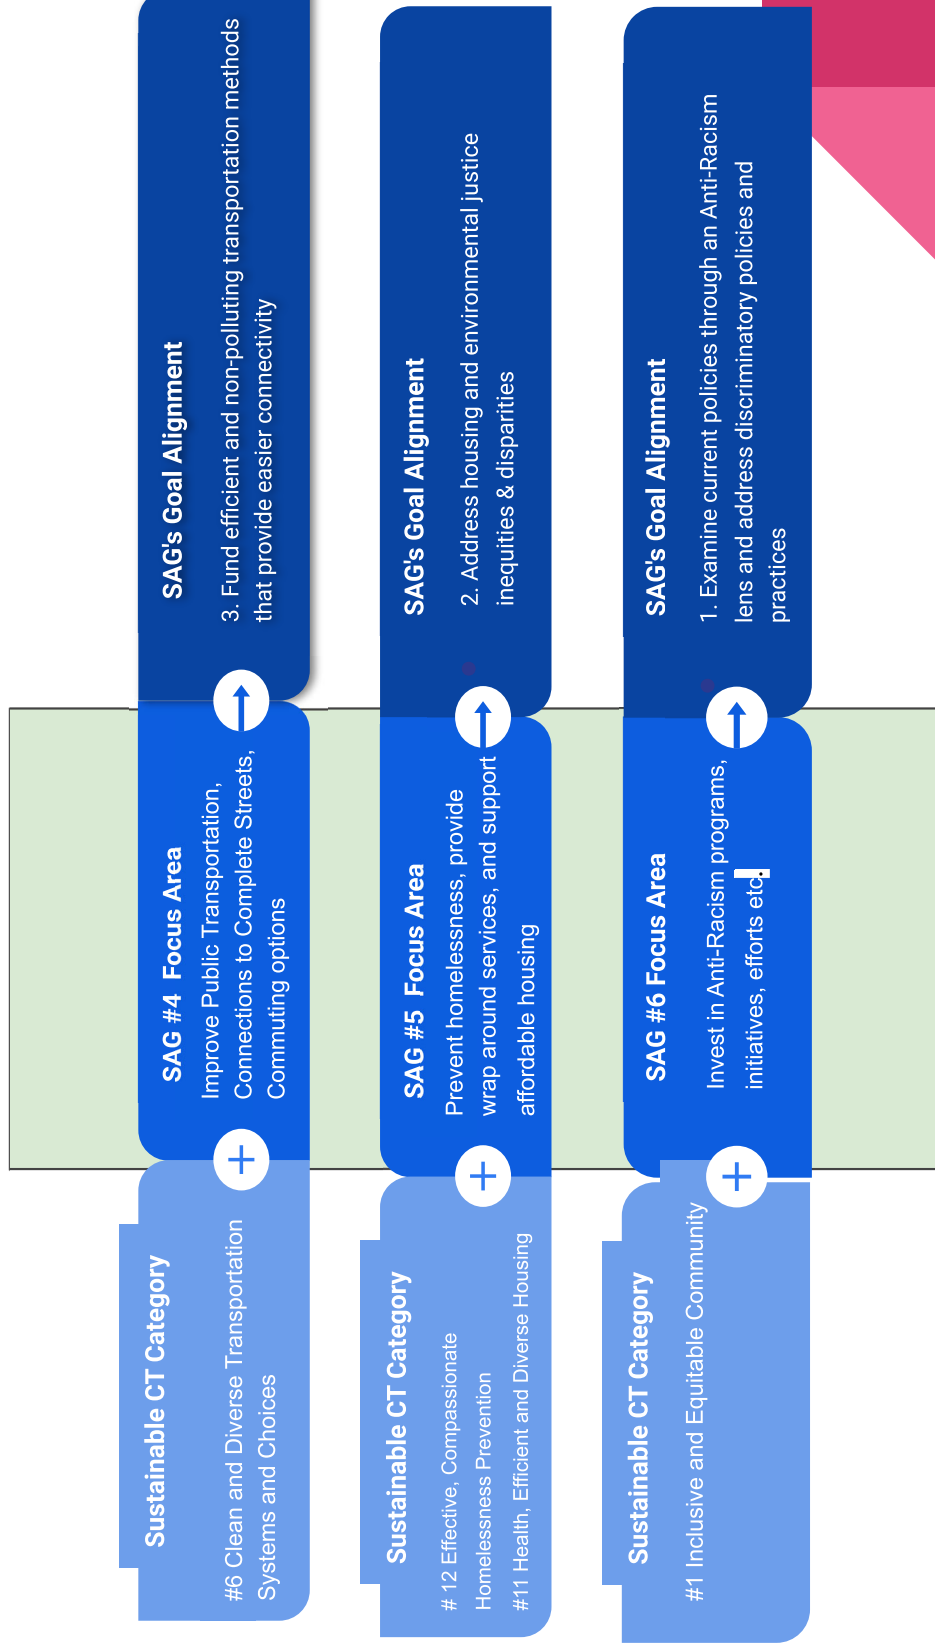 Sustainable CT Category
#6 Clean and Diverse Transportation
Systems and Choices
SAG #4  Focus Area
Improve Public Transportation,
Connections to Complete Streets,
Commuting options
SAG's Goal Alignment
3. Fund efficient and non-polluting transportation methods
that provide easier connectivity
Sustainable CT Category
# 12 Effective, Compassionate
Homelessness Prevention
#11 Health, Efficient and Diverse Housing
SAG #5  Focus Area
Prevent homelessness, provide
wrap around services, and support
affordable housing
SAG's Goal Alignment
2. Address housing and environmental justice
inequities & disparities
Sustainable CT Category
#1 Inclusive and Equitable Community
SAG #6 Focus Area
Invest in Anti-Racism programs,
initiatives, efforts etc.
SAG's Goal Alignment
1. Examine current policies through an Anti-Racism
lens and address discriminatory policies and
practices